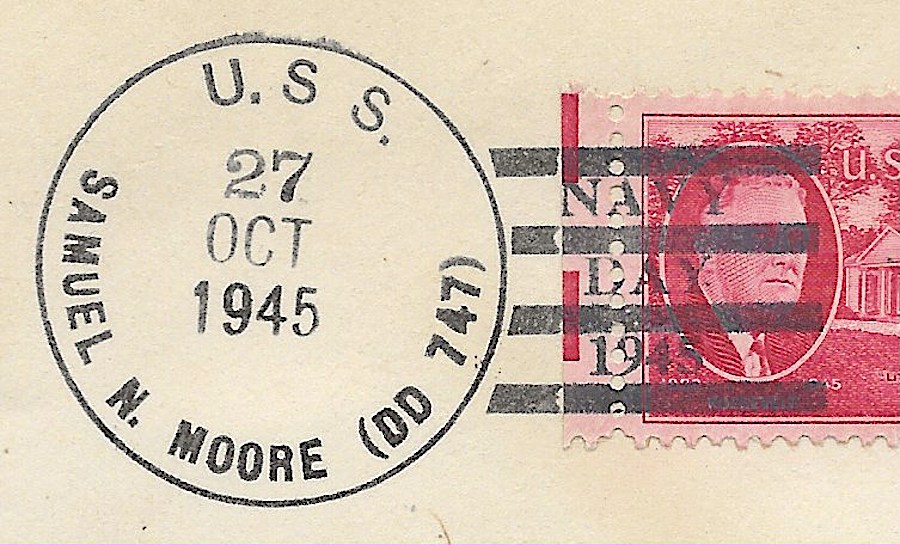 U.S.S.
27
OCT
1945
SAMUEL N. MOORE (DD 747)
NAVY
DAY
1945
U.S